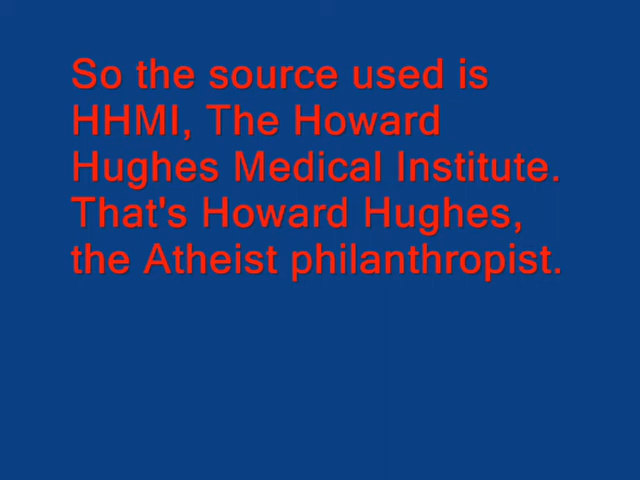 So the source used is
HHMI, The Howard
Hughes Medical Institute.
That's Howard Hughes,
the Atheist philanthropist.